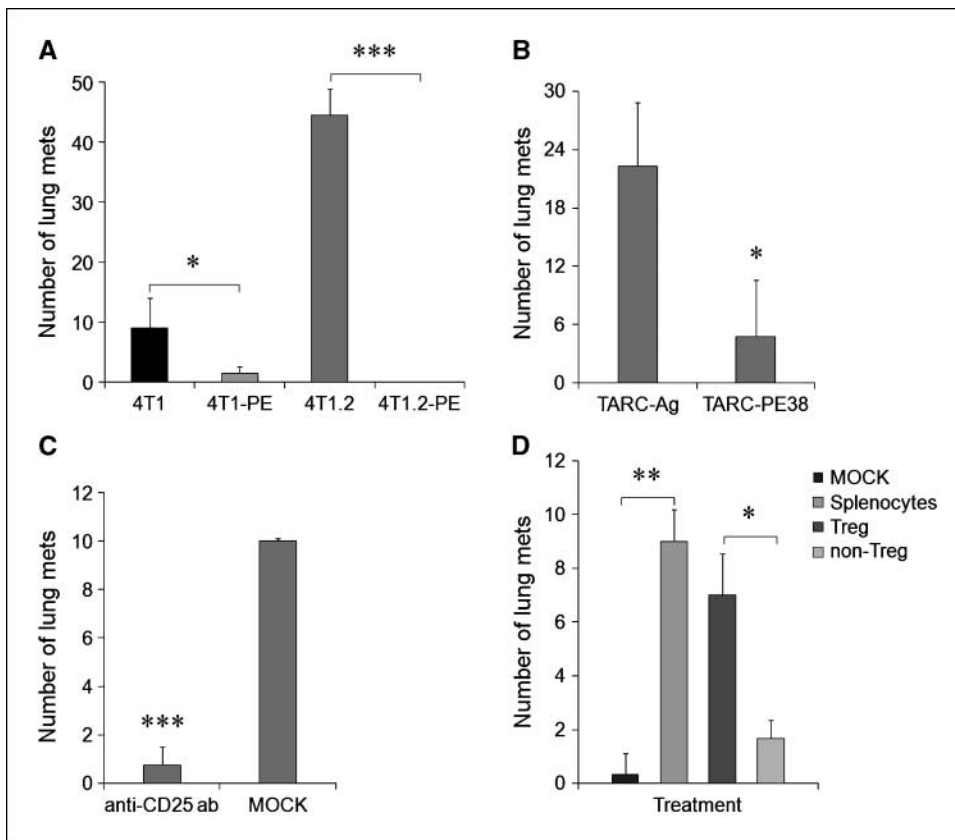 A
Number of lung mets
50
40
30
20
10
0
***
*
4T1
4T1-PE
4T1.2
4T1.2-PE
B
Number of lung mets
30
24
18
12
6
0
*
TARC-Ag
TARC-PE38
C
Number of lung mets
12
10
8
6
4
2
0
***
anti-CD25 ab
MOCK
D
Number of lung mets
12
10
8
6
4
2
0
**
*
MOCK
Splenocytes
Treg
non-Treg
Treatment